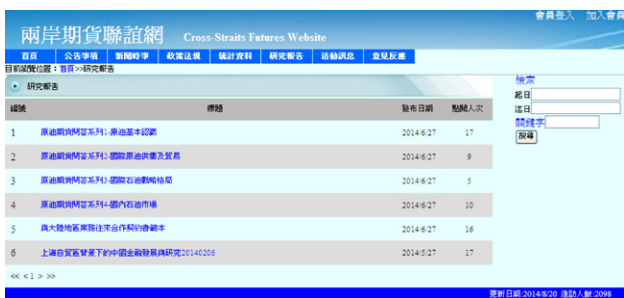 會員登入 加入會員
兩岸期貨聯誼網 Cross-Straits Futures Website
首頁 公告事項 新聞時事 政策法規 統計資料 研究報告 活動訊息 意見反應
目前瀏覽位置：首頁>>研究報告
研究報告
編號 標題 發布日期 點閱人次
1 原油期貨問答系列1-原油基本認識 2014/6/27 17
2 原油期貨問答系列2-國際原油供需及貿易 2014/6/27 9
3 原油期貨問答系列3-國際石油戰略格局 2014/6/27 5
4 原油期貨問答系列4-國內石油市場 2014/6/27 10
5 與大陸地區業務往來合作契約書範本 2014/6/27 16
6 上海自貿區背景下的中國金融發展與研究20140206 2014/5/27 17
<< < 1 > >>
檢索
起日
迄日
關鍵字
搜尋
更新日期:2014/8/20 造訪人數:2098